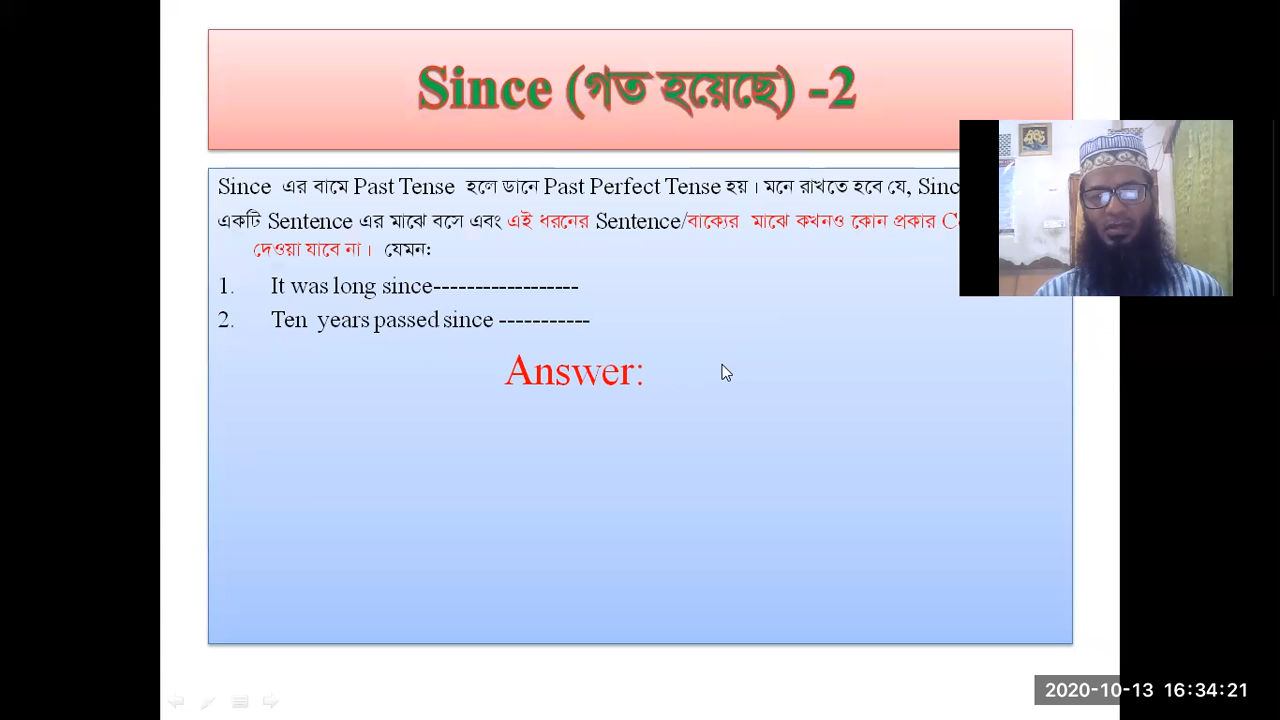 Since (গত হয়েছে) -2
Since এর বামে Past Tense হলে ডানে Past Perfect Tense হয়। মনে রাখতে হবে যে, Sinc
একটি Sentence এর মাঝে বসে এবং এই ধরনের Sentence/বাক্যের মাঝে কখনও কোন প্রকার C
দেওয়া যাবে না। যেমন:
1. It was long since------------------
2. Ten years passed since -----------
Answer:
2020-10-13 16:34:21